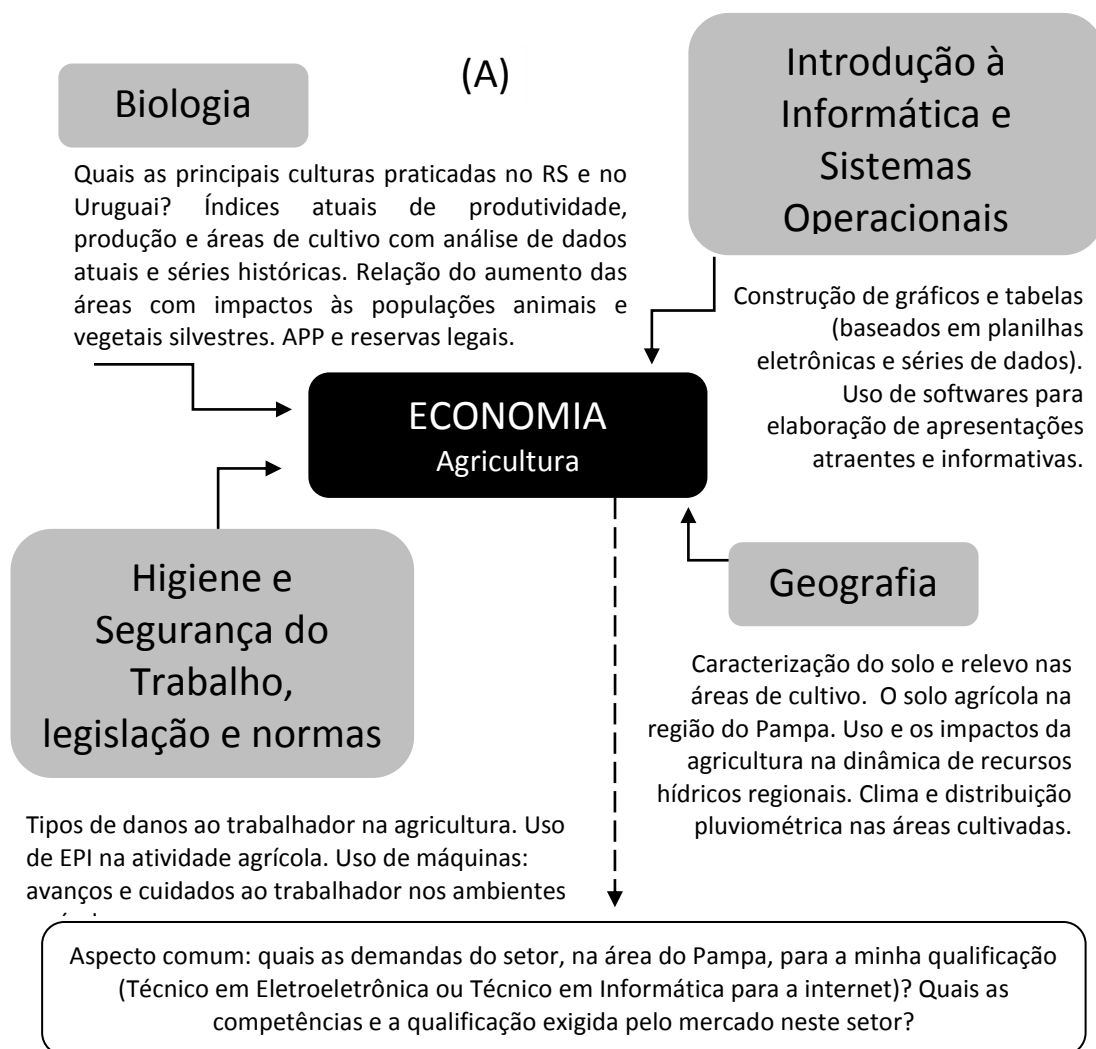 (A)
Biologia
Quais as principais culturas praticadas no RS e no
Uruguai? Índices atuais de produtividade,
produção e áreas de cultivo com análise de dados
atuais e séries históricas. Relação do aumento das
áreas com impactos às populações animais e
vegetais silvestres. APP e reservas legais.
Introdução à
Informática e
Sistemas
Operacionais
Construção de gráficos e tabelas
(baseados em planilhas
eletrônicas e séries de dados).
Uso de softwares para
elaboração de apresentações
atraentes e informativas.
ECONOMIA
Agricultura
Higiene e
Segurança do
Trabalho,
legislação e normas
Tipos de danos ao trabalhador na agricultura. Uso
de EPI na atividade agrícola. Uso de máquinas:
avanços e cuidados ao trabalhador nos ambientes
Geografia
Caracterização do solo e relevo nas
áreas de cultivo. O solo agrícola na
região do Pampa. Uso e os impactos da
agricultura na dinâmica de recursos
hídricos regionais. Clima e distribuição
pluviométrica nas áreas cultivadas.
Aspecto comum: quais as demandas do setor, na área do Pampa, para a minha qualificação
(Técnico em Eletroeletrônica ou Técnico em Informática para a internet)? Quais as
competências e a qualificação exigida pelo mercado neste setor?